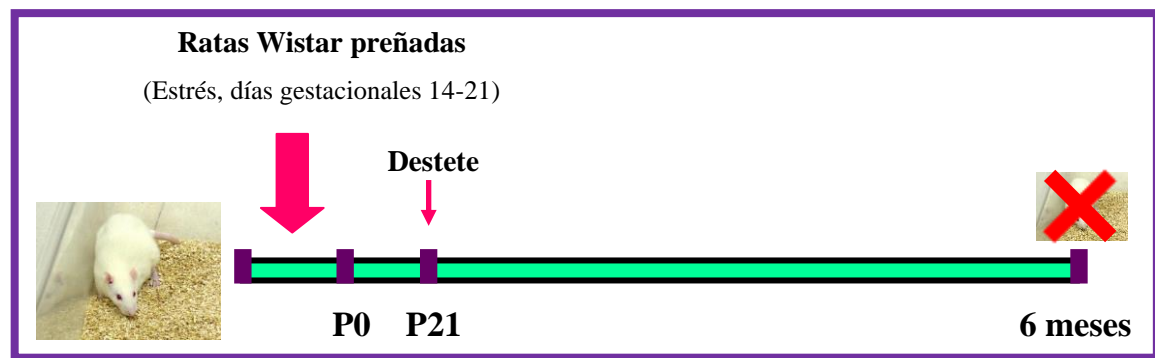 Ratas Wistar preñadas
(Estrés, días gestacionales 14-21)
Destete
P0 P21 6 meses